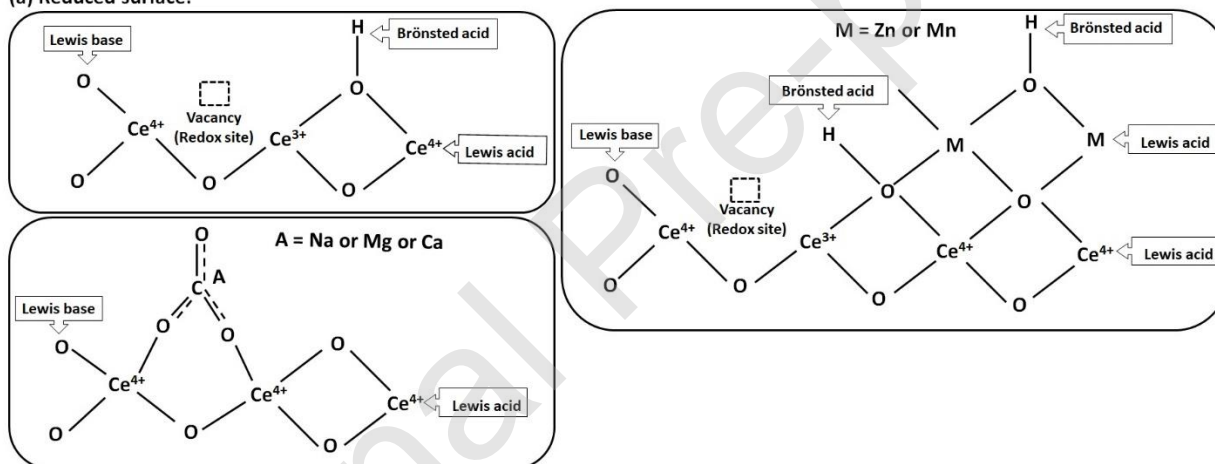 (a) Reduced surface:
H
Brönsted acid
Lewis base
O
O
Vacancy
(Redox site)
Ce4+
Ce3+
Ce4+
Lewis acid
O
O
O
O
A = Na or Mg or Ca
A
C
Lewis base
O
O
O
O
Ce4+
Ce4+
Ce4+
Lewis acid
O
O
O
M = Zn or Mn
H
Brönsted acid
Brönsted acid
O
H
Lewis base
M
M
Lewis acid
O
O
O
Vacancy
(Redox site)
Ce4+
Ce3+
Ce4+
Ce4+
Lewis acid
O
O
O
O
nal Pre-p